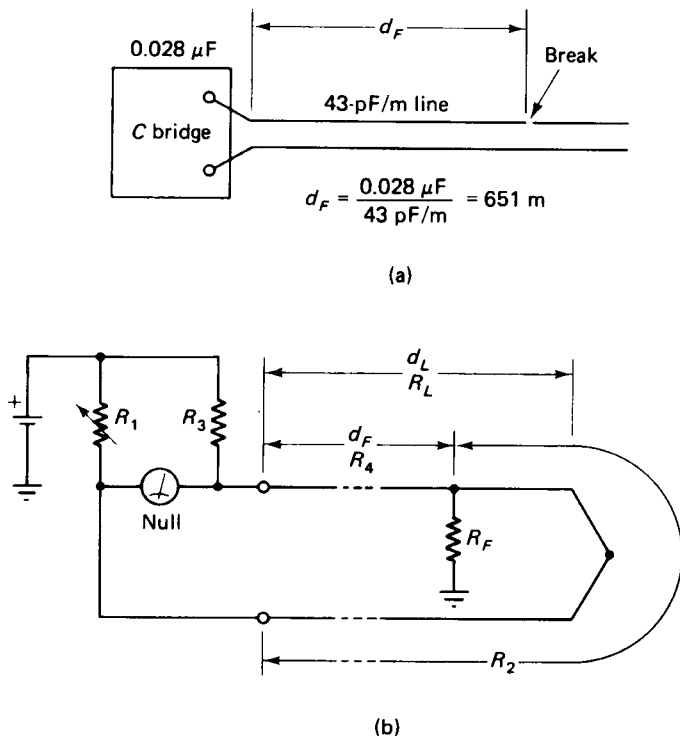 d_F
0.028 μF
Break
43-pF/m line
C bridge
d_F = 0.028 μF / 43 pF/m = 651 m
(a)
d_L
R_L
+
R_1
R_3
d_F
R_4
Null
R_F
R_2
(b)